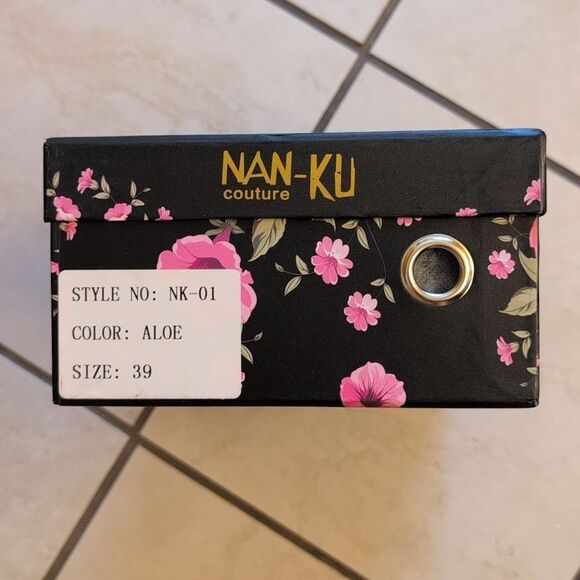 NAN-KU
couture
STYLE NO: NK-01
COLOR: ALOE
SIZE: 39